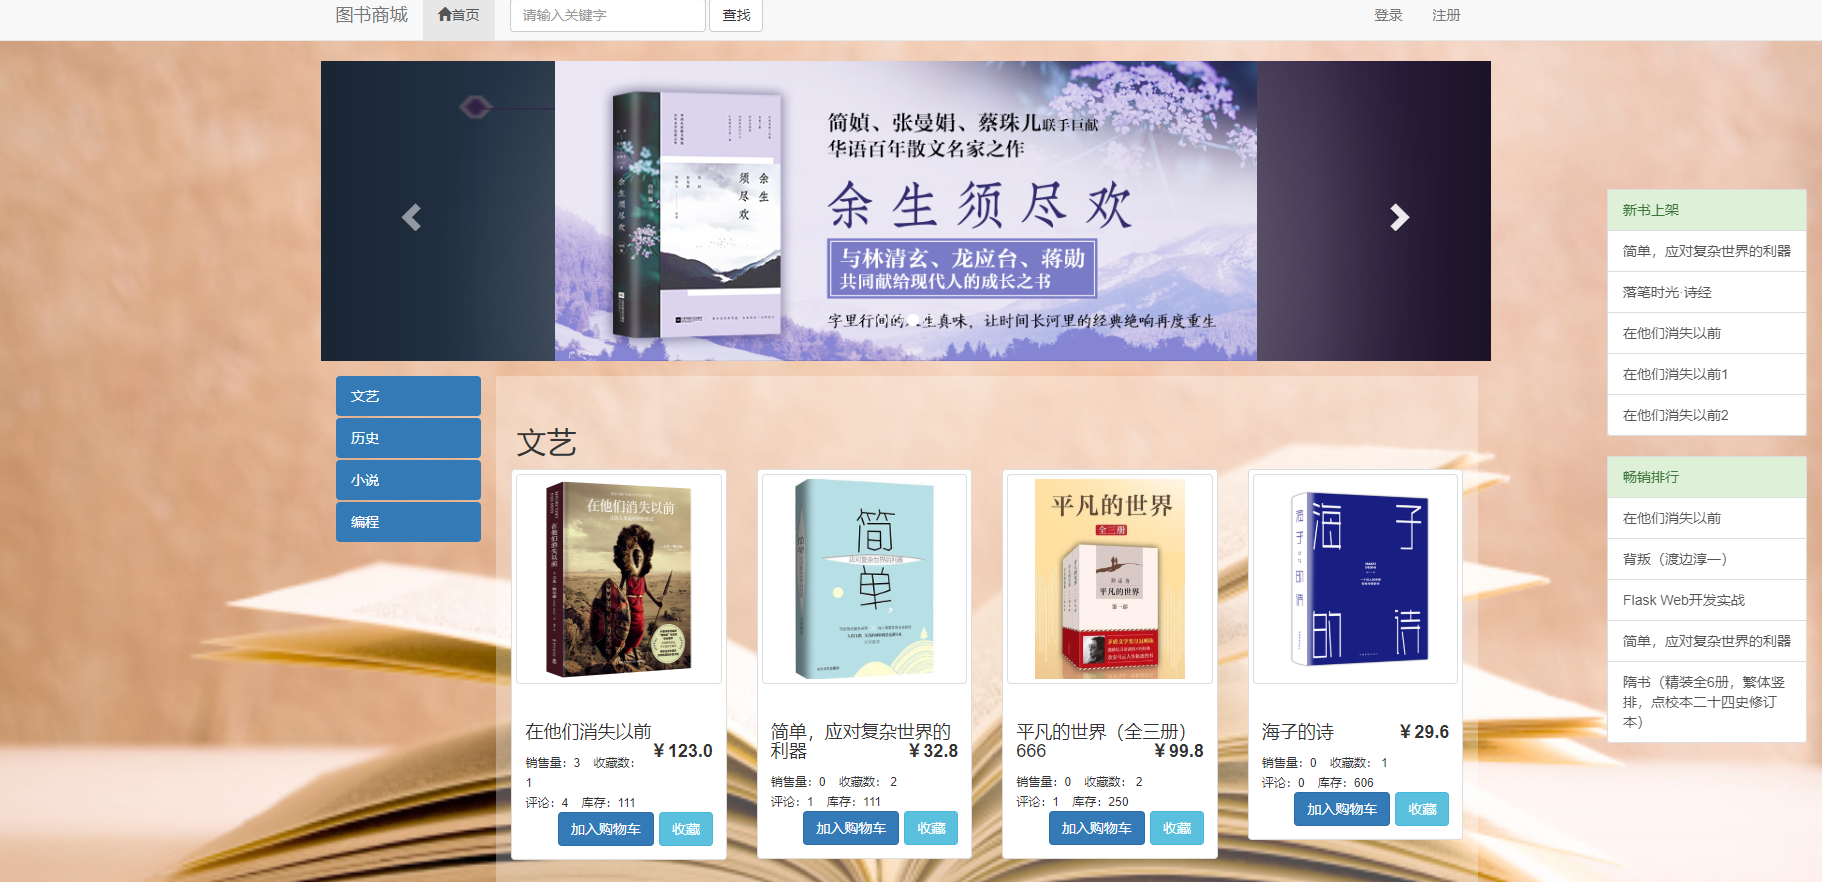 图书商城
首页
请输入关键字
查找
登录
注册
简媜、张曼娟、蔡珠儿联手巨献
华语百年散文名家之作
余生须尽欢
与林清玄、龙应台、蒋勋
共同献给现代人的成长之书
字里行间的人生真味，让时间长河里的经典绝响再度重生
余生
须尽欢
余生须尽欢
文艺
历史
小说
编程
文艺
在他们消失以前
在他们消失以前
在他们消失以前
￥123.0
销售量：3 收藏数：
1
评论：4 库存：111
加入购物车
收藏
简单
应对复杂世界的利器
简单，应对复杂世界的
利器
￥32.8
销售量：0 收藏数：2
评论：1 库存：111
加入购物车
收藏
平凡的世界
全三册
平凡的世界
第一部
平凡的世界（全三册）
666
￥99.8
销售量：0 收藏数：2
评论：1 库存：250
加入购物车
收藏
海子的诗
海子的诗
海子的诗
￥29.6
销售量：0 收藏数：1
评论：0 库存：606
加入购物车
收藏
新书上架
简单，应对复杂世界的利器
落笔时光·诗经
在他们消失以前
在他们消失以前1
在他们消失以前2
畅销排行
在他们消失以前
背叛（渡边淳一）
Flask Web开发实战
简单，应对复杂世界的利器
隋书（精装全6册，繁体竖
排，点校本二十四史修订
本）